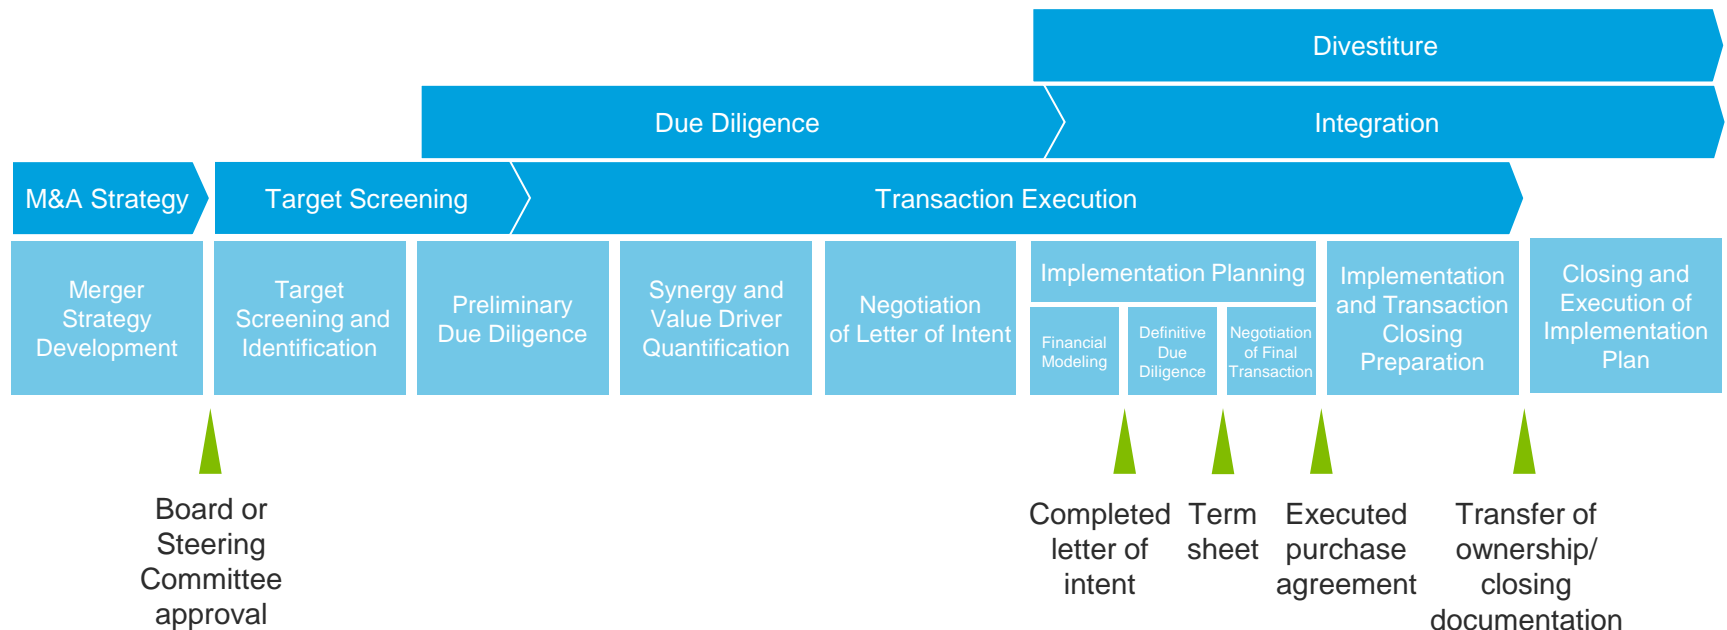 Divestiture
Due Diligence
Integration
M&A Strategy
Target Screening
Transaction Execution
Merger
Strategy
Development
Target
Screening and
Identification
Preliminary
Due Diligence
Synergy and
Value Driver
Quantification
Negotiation
of Letter of Intent
Implementation Planning
Financial
Modeling
Definitive
Due
Diligence
Negotiation
of Final
Transaction
Implementation
and Transaction
Closing
Preparation
Closing and
Execution of
Implementation
Plan
Board or
Steering
Committee
approval
Completed
letter of
intent
Term
sheet
Executed
purchase
agreement
Transfer of
ownership/
closing
documentation